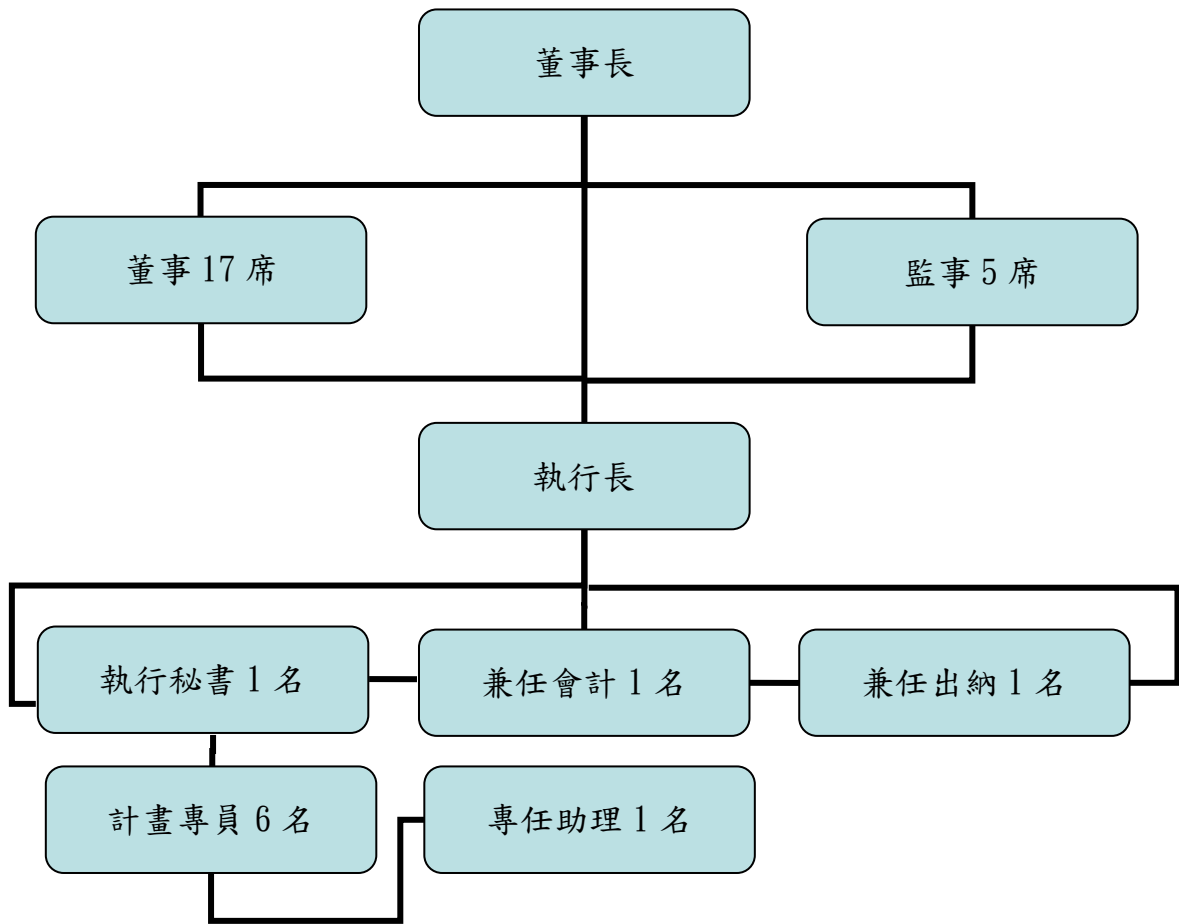 董事長
董事 17 席
監事 5 席
執行長
執行秘書 1 名
兼任會計 1 名
兼任出納 1 名
計畫專員 6 名
專任助理 1 名